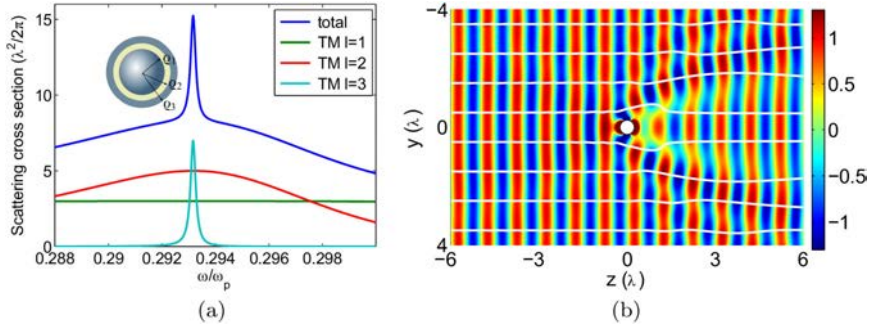 Scattering cross section (λ²/2π)
15
10
5
0
0.288
0.29
0.292
0.294
0.296
0.298
ω/ωp
ϱ1
ϱ2
ϱ3
total
TM l=1
TM l=2
TM l=3
(a)
y (λ)
-4
0
4
-6
-3
0
3
6
z (λ)
1
0.5
0
-0.5
-1
(b)